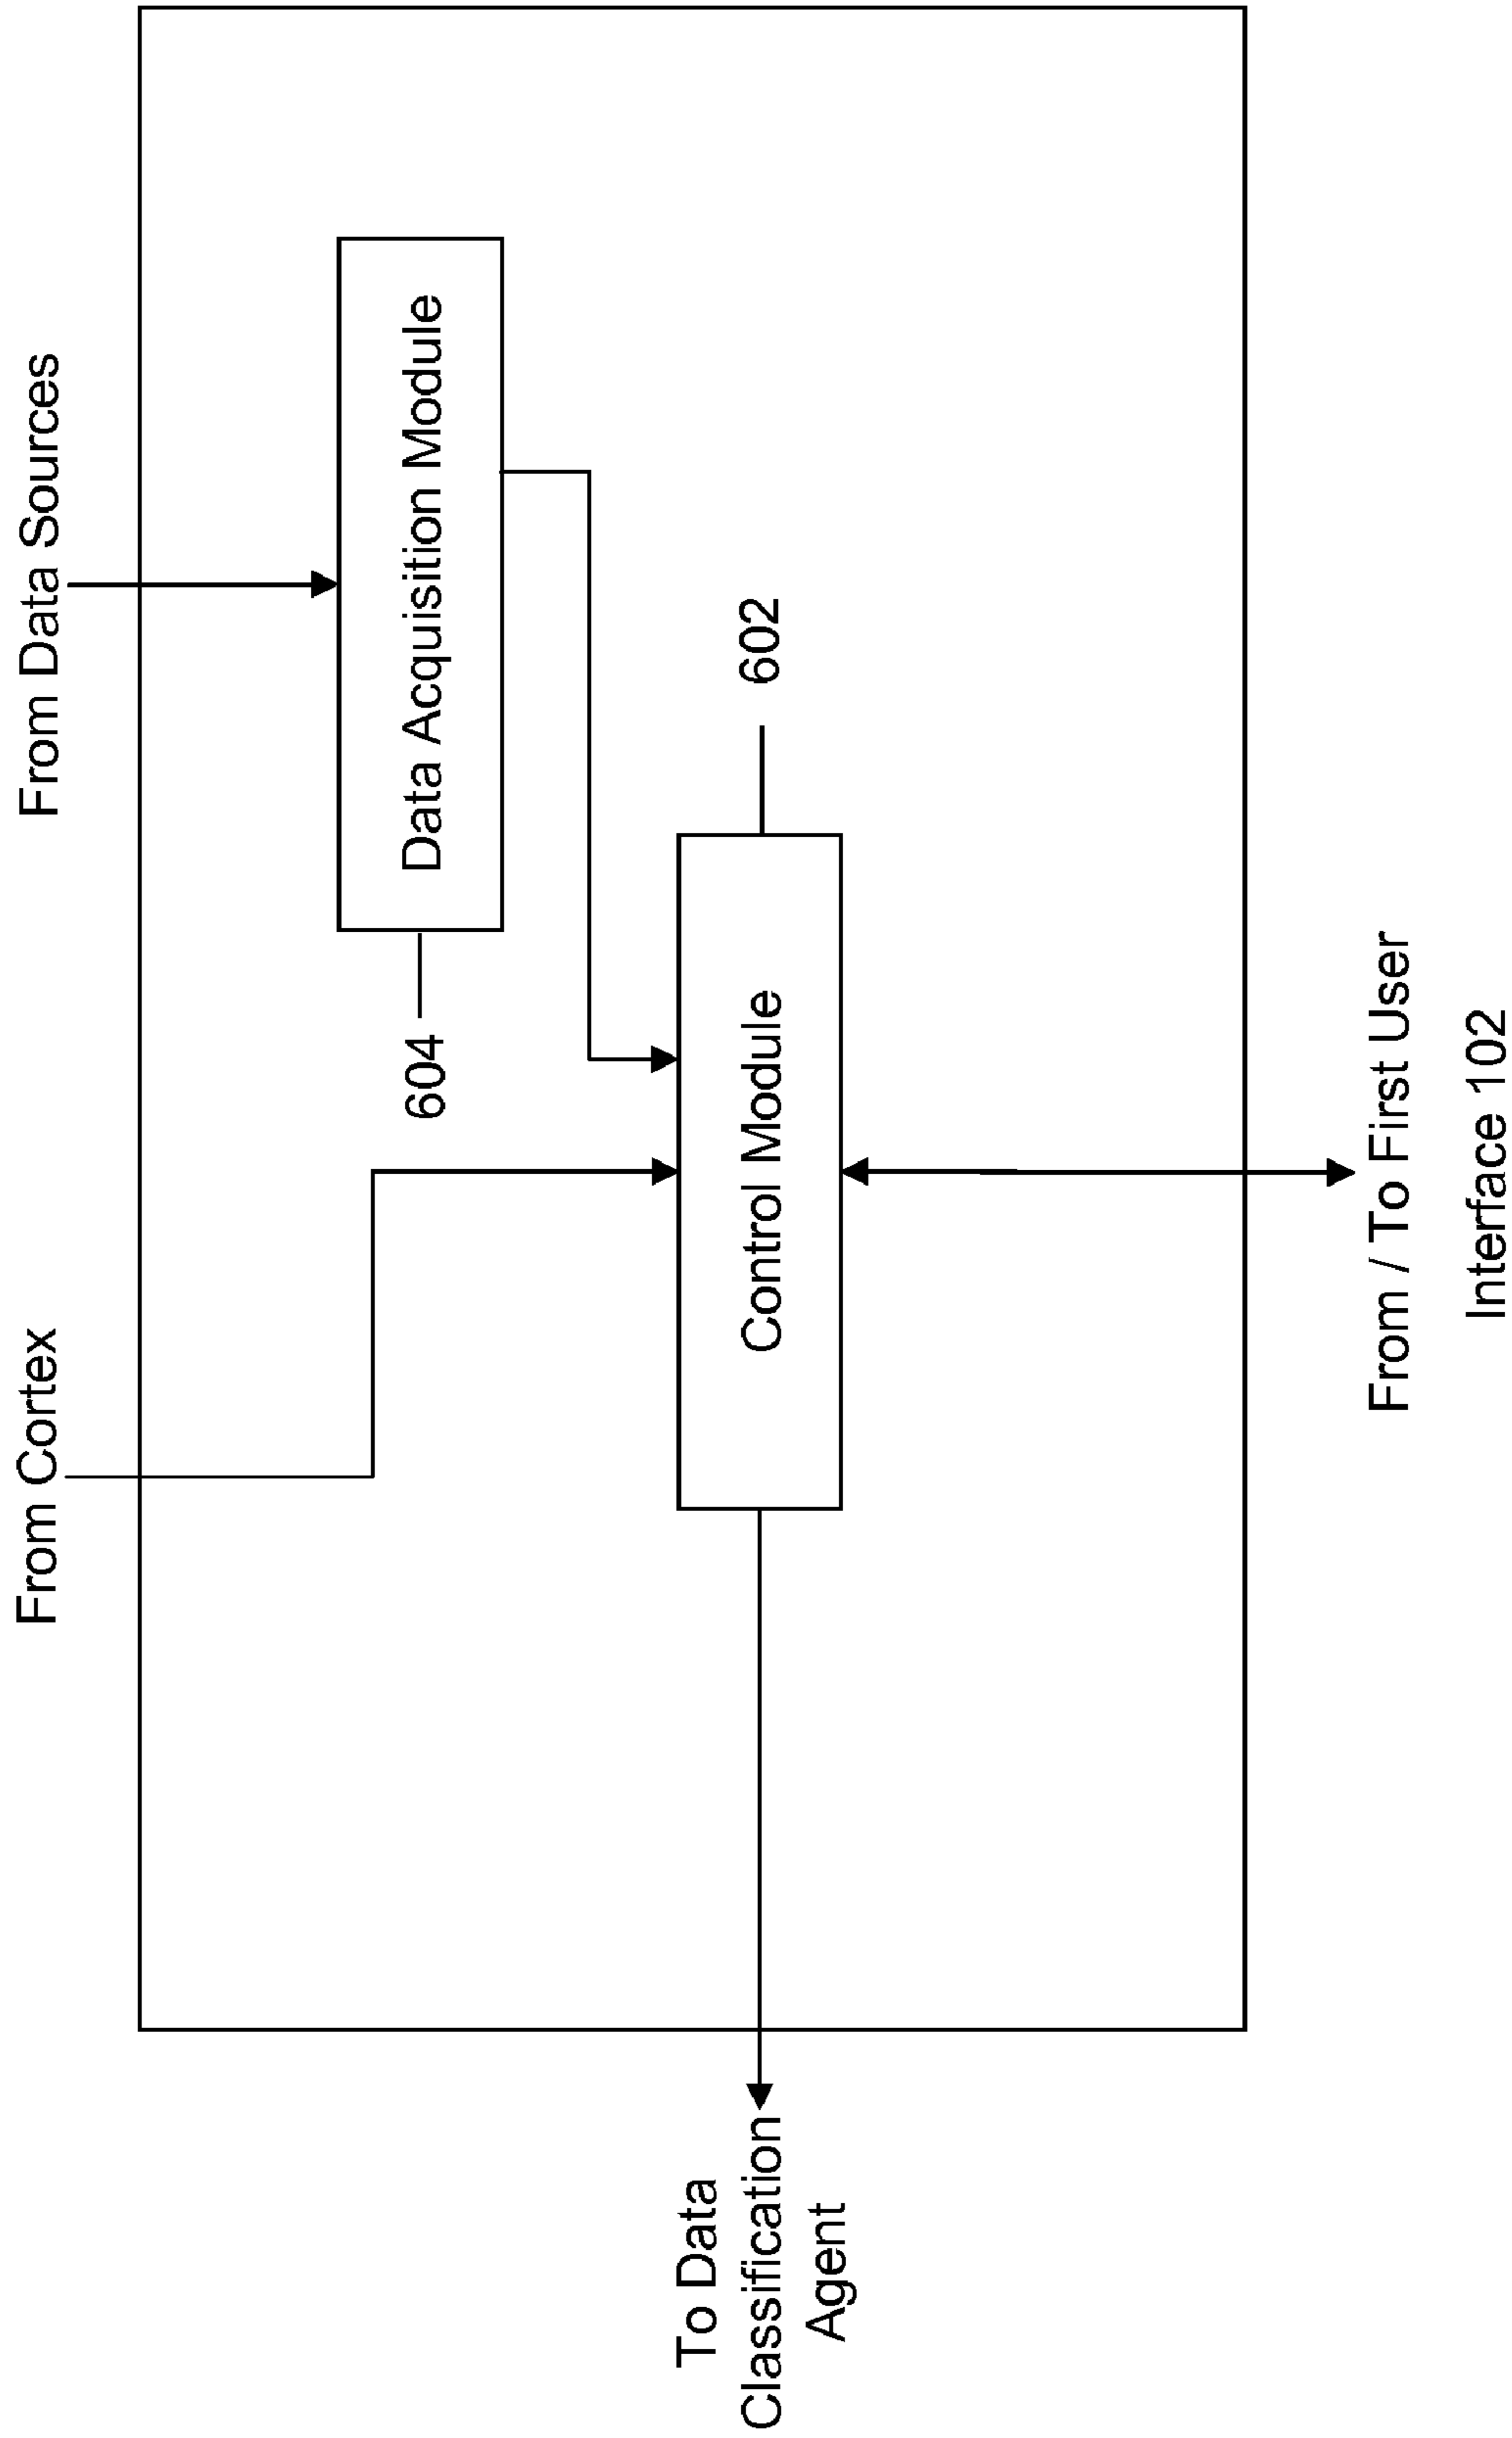 From Cortex
From Data Sources
604
Data Acquisition Module
To Data
Classification
Agent
Control Module
602
From / To First User
Interface 102